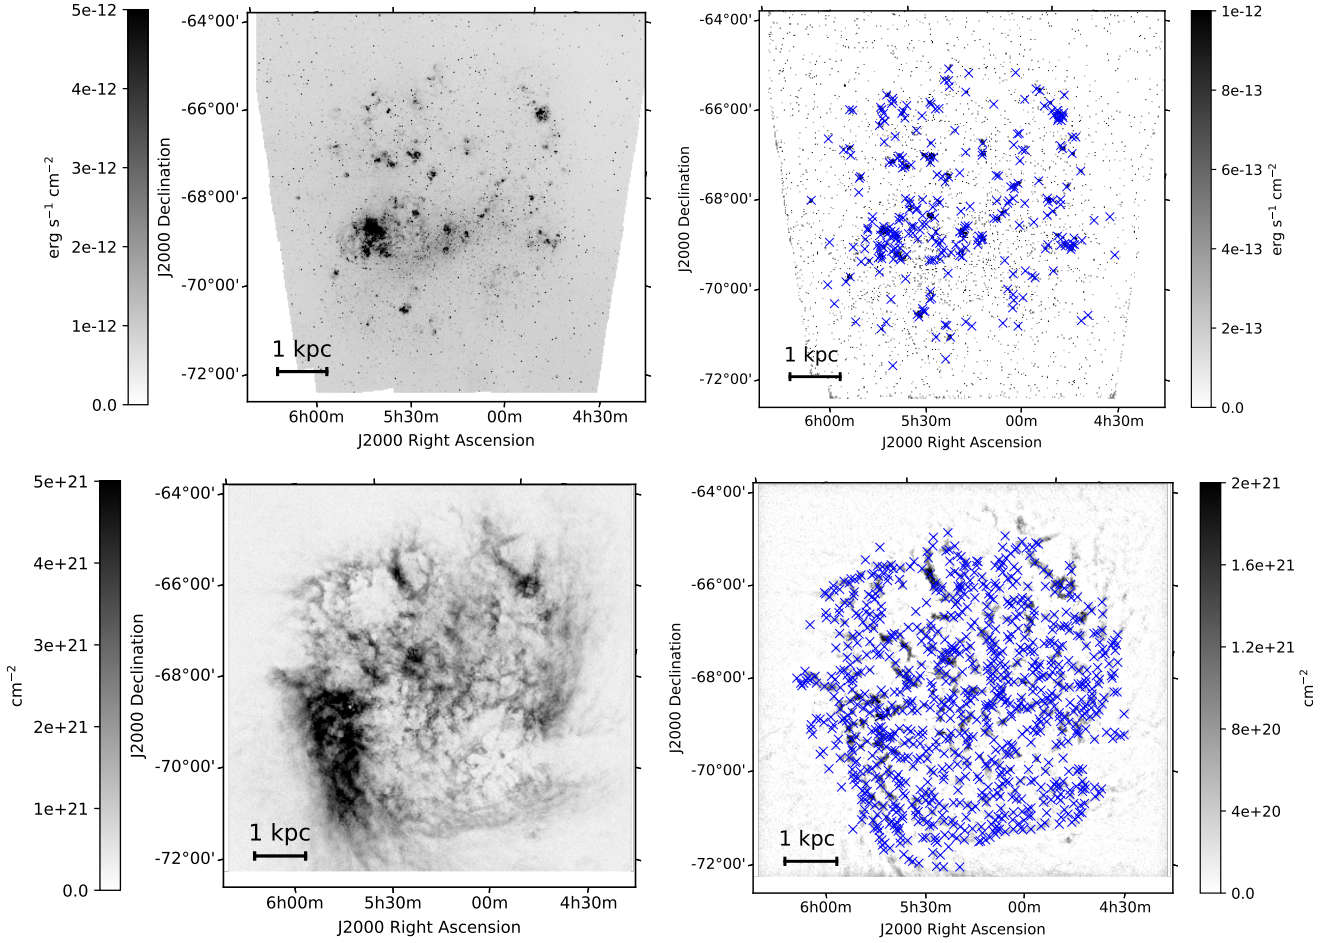 5e-12
4e-12
3e-12
2e-12
1e-12
0.0
erg s⁻¹ cm⁻²
J2000 Declination
-64°00'
-66°00'
-68°00'
-70°00'
-72°00'
1 kpc
6h00m
5h30m
00m
4h30m
J2000 Right Ascension
J2000 Declination
-64°00'
-66°00'
-68°00'
-70°00'
-72°00'
1 kpc
6h00m
5h30m
00m
4h30m
J2000 Right Ascension
1e-12
8e-13
6e-13
4e-13
2e-13
0.0
erg s⁻¹ cm⁻²
5e+21
4e+21
3e+21
2e+21
1e+21
0.0
cm⁻²
J2000 Declination
-64°00'
-66°00'
-68°00'
-70°00'
-72°00'
1 kpc
6h00m
5h30m
00m
4h30m
J2000 Right Ascension
J2000 Declination
-64°00'
-66°00'
-68°00'
-70°00'
-72°00'
1 kpc
6h00m
5h30m
00m
4h30m
J2000 Right Ascension
2e+21
1.6e+21
1.2e+21
8e+20
4e+20
0.0
cm⁻²